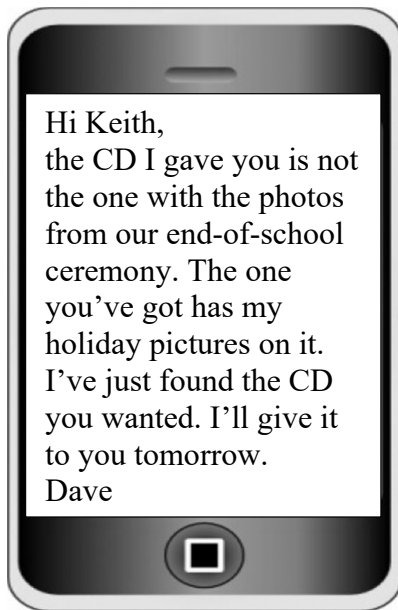 Hi Keith,
the CD I gave you is not
the one with the photos
from our end-of-school
ceremony. The one
you’ve got has my
holiday pictures on it.
I’ve just found the CD
you wanted. I’ll give it
to you tomorrow.
Dave